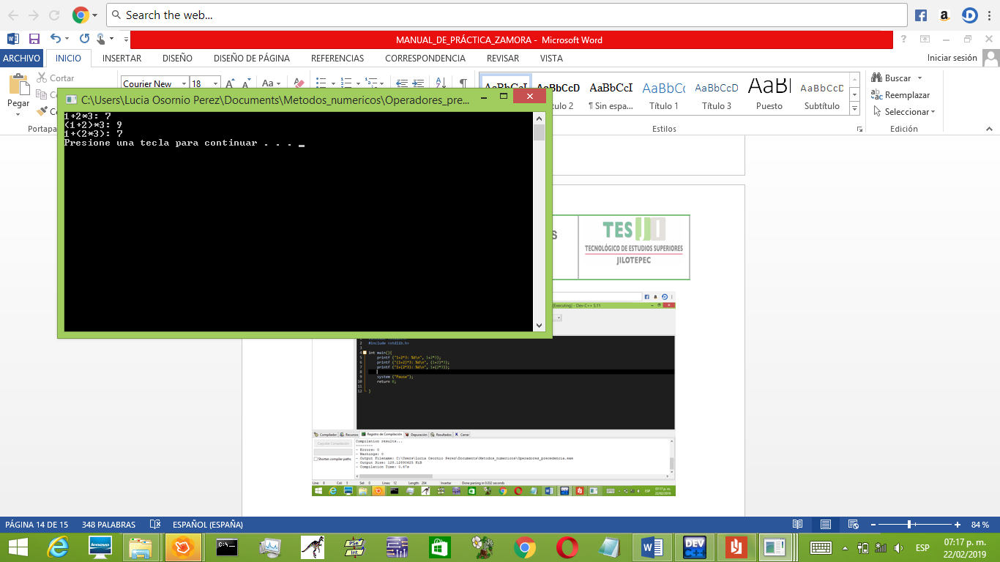 Search the web...
MANUAL_DE_PRÁCTICA_ZAMORA - Microsoft Word
ARCHIVO INICIO INSERTAR DISEÑO DISEÑO DE PÁGINA REFERENCIAS CORRESPONDENCIA REVISAR VISTA Iniciar sesión
Pegar
Cortar
Portapa
Courier New 18
AaBbCcDc AaBbCcI AaBbCc AaBbCcD AaBl AaBbCcD
¶ Sin espa... Título 1 Título 3 Puesto Subtítulo
Estilos
Buscar
Reemplazar
Seleccionar
Edición
C:\Users\Lucia Osornio Perez\Documents\Metodos_numericos\Operadores_pre...
1+2*3: 7
(1+2)*3: 9
1+(2*3): 7
Presione una tecla para continuar . . .
TESJI
TECNOLÓGICO DE ESTUDIOS SUPERIORES
JILOTEPEC
[Executing] - Dev-C++ 5.11
2 #include <stdlib.h>
3
4 int main(){
5 printf ("1+2*3: %d\n", 1+2*3);
6 printf ("(1+2)*3: %d\n", (1+2)*3);
7 printf ("1+(2*3): %d\n", 1+(2*3));
8
9 system ("Pause");
10 return 0;
11
12 }
Compilador Recursos Registro de Compilación Depuración Resultados Cerrar
Shorten compiler paths
Compilation results...
--------
- Errors: 0
- Warnings: 0
- Output Filename: C:\Users\Lucia Osornio Perez\Documents\Metodos_numericos\Operadores_precedencia.exe
- Output Size: 128.12890625 KiB
- Compilation Time: 0.67s
Line: 8 Col: 5 Sel: 0 Lines: 12 Length: 204 Insertar Done parsing in 0.032 seconds
ESP 07:17 p. m.
22/02/2019
PÁGINA 14 DE 15 348 PALABRAS ESPAÑOL (ESPAÑA) 84 %
ESP 07:17 p. m.
22/02/2019